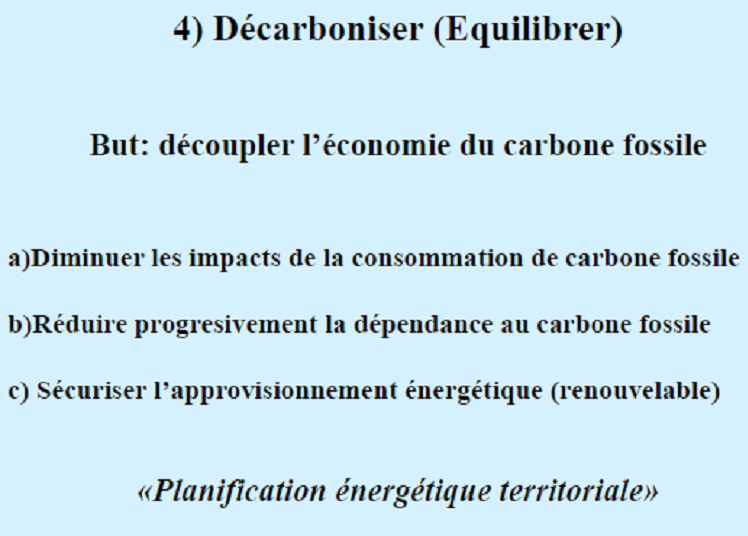 4) Décarboniser (Equilibrer)
But: découpler l’économie du carbone fossile
a)Diminuer les impacts de la consommation de carbone fossile
b)Réduire progresivement la dépendance au carbone fossile
c) Sécuriser l’approvisionnement énergétique (renouvelable)
«Planification énergétique territoriale»